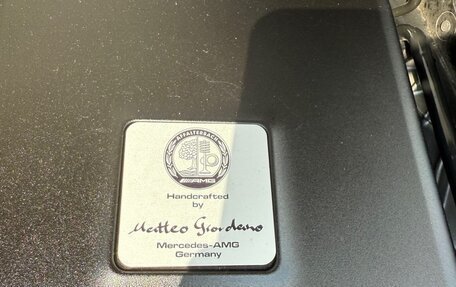 AFFALTERBACH
AMG
Handcrafted
by
Matteo Giordano
Mercedes-AMG
Germany